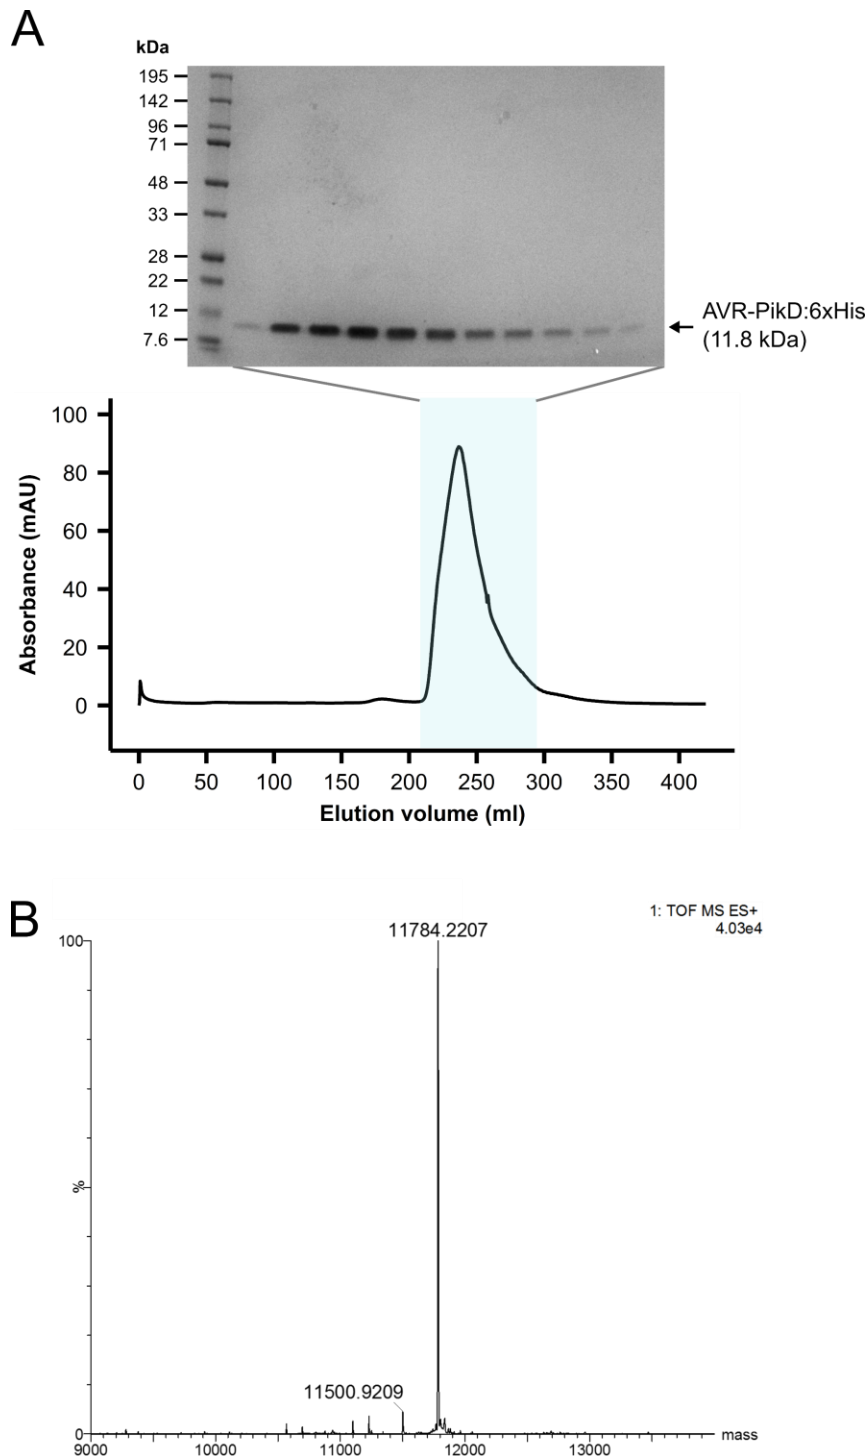 A
kDa
195
142
96
71
48
33
28
22
12
7.6
AVR-PikD:6xHis
(11.8 kDa)
100
80
60
40
20
0
Absorbance (mAU)
0 50 100 150 200 250 300 350 400
Elution volume (ml)
B
1: TOF MS ES+
4.03e4
11784.2207
100
%
11500.9209
0
9000 10000 11000 12000 13000 mass